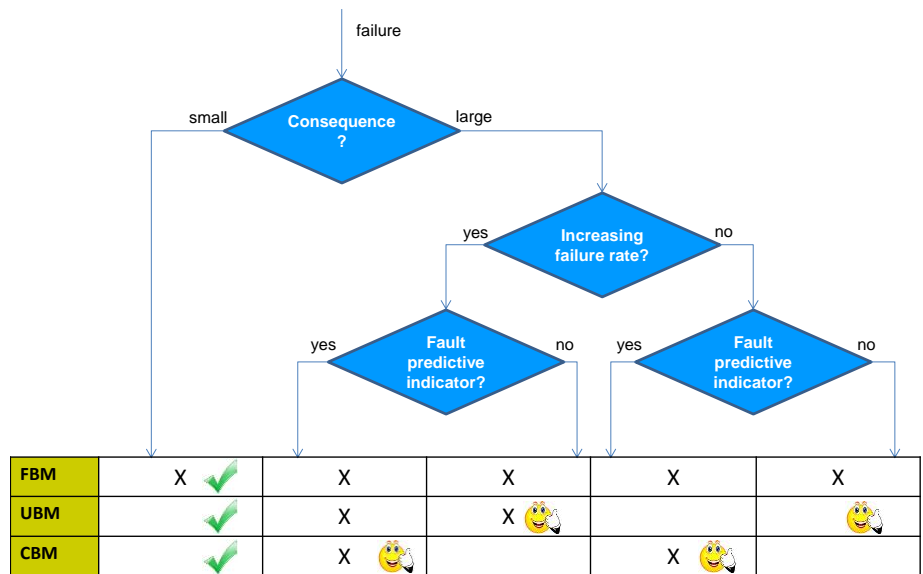 failure
small
Consequence
?
large
yes
Increasing
failure rate?
no
yes
Fault
predictive
indicator?
no
yes
Fault
predictive
indicator?
no
FBM X X X X X
UBM X X
CBM X X